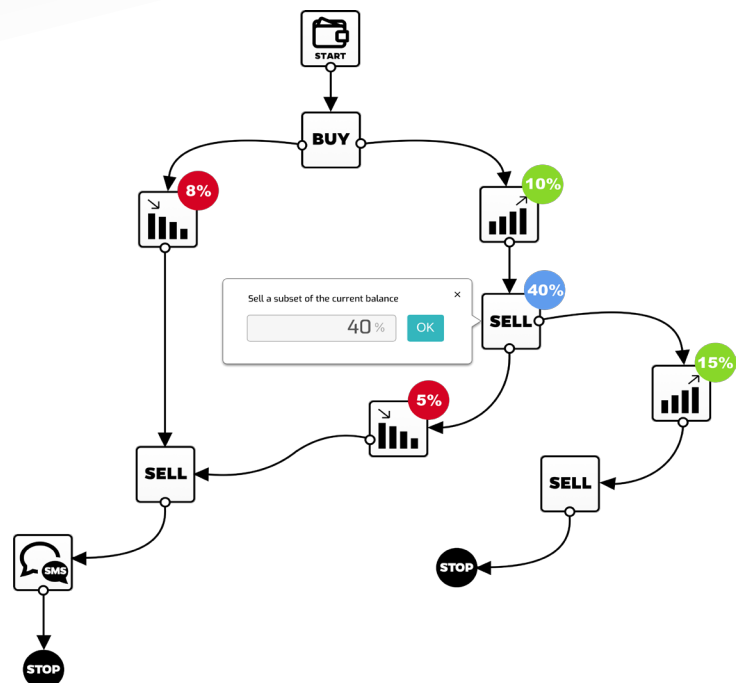 START
BUY
8%
10%
Sell a subset of the current balance
×
40 %
OK
40%
SELL
15%
5%
SELL
SELL
SMS
STOP
STOP